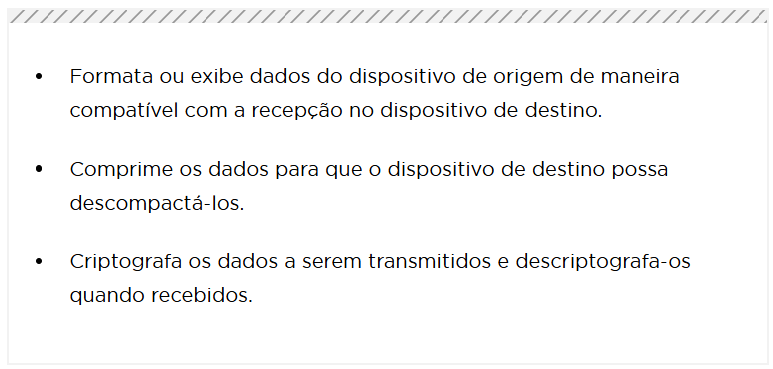 • Formata ou exibe dados do dispositivo de origem de maneira
compatível com a recepção no dispositivo de destino.
• Comprime os dados para que o dispositivo de destino possa
descompactá-los.
• Criptografa os dados a serem transmitidos e descriptografa-os
quando recebidos.